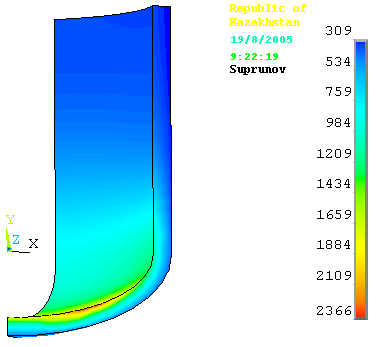 Republic of
Kazakhstan
19/8/2005
9:22:19
Suprunov
309
534
759
984
1209
1434
1659
1884
2109
2366
Y
Z
X